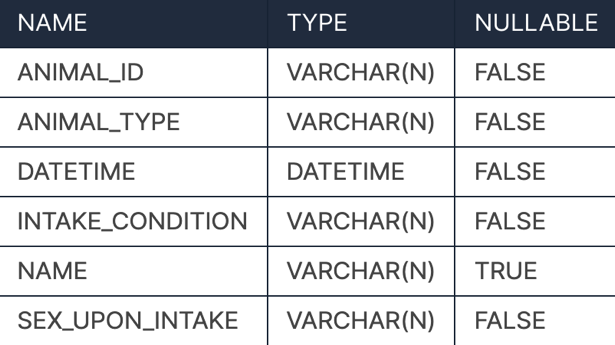 NAME TYPE NULLABLE
ANIMAL_ID VARCHAR(N) FALSE
ANIMAL_TYPE VARCHAR(N) FALSE
DATETIME DATETIME FALSE
INTAKE_CONDITION VARCHAR(N) FALSE
NAME VARCHAR(N) TRUE
SEX_UPON_INTAKE VARCHAR(N) FALSE